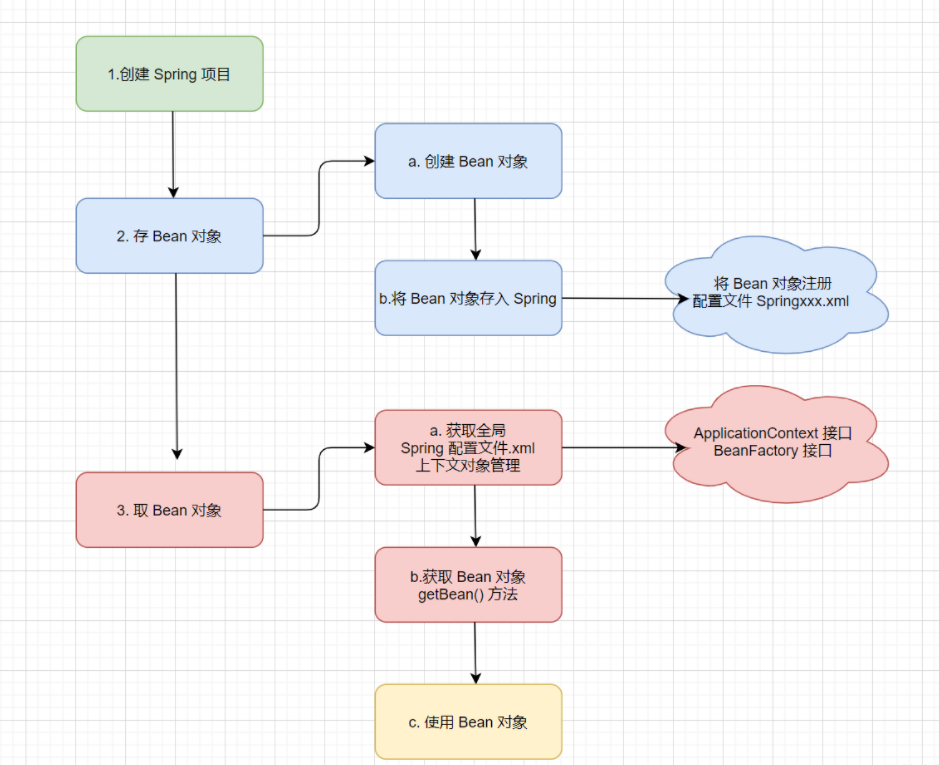 1.创建 Spring 项目
2. 存 Bean 对象
a. 创建 Bean 对象
b.将 Bean 对象存入 Spring
将 Bean 对象注册
配置文件 Springxxx.xml
3. 取 Bean 对象
a. 获取全局
Spring 配置文件.xml
上下文对象管理
ApplicationContext 接口
BeanFactory 接口
b.获取 Bean 对象
getBean() 方法
c. 使用 Bean 对象